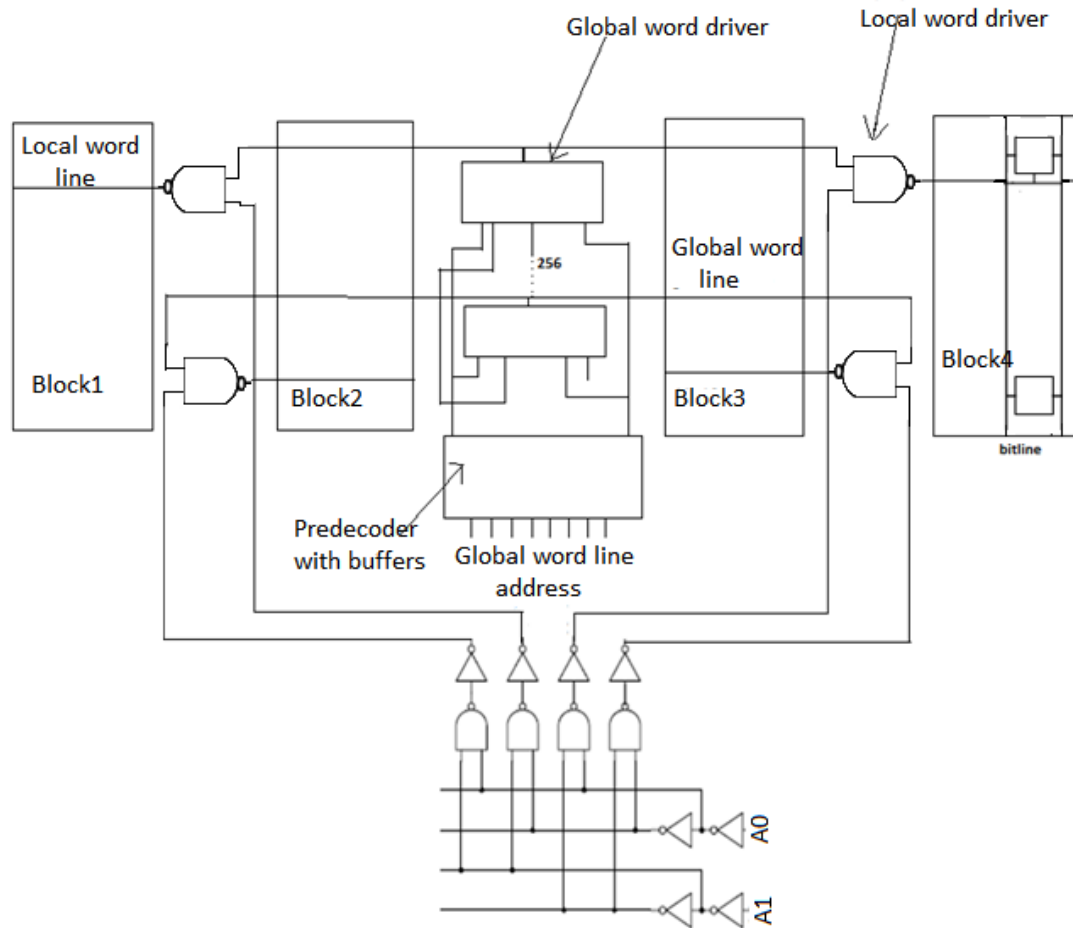 Global word driver
Local word driver
Local word
line
256
Global word
line
Block1
Block2
Block3
Block4
bitline
Predecoder
with buffers
Global word line
address
A0
A1